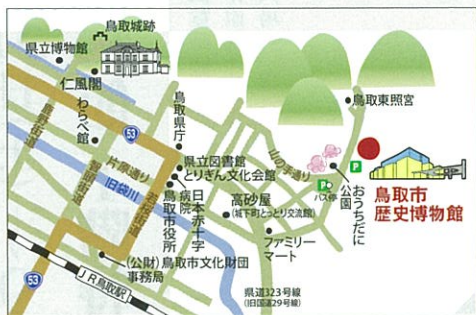 鳥取城跡
県立博物館
仁風閣
わらべ館
鳥取県庁
鳥取東照宮
山の手通り
53
片原通り
県立図書館
とりぎん文化会館
旧袋川
智頭街道
若桜街道
日本赤十字
病院
鳥取市役所
高砂屋
(城下町とっとり交流館)
P
バス停
P
おうちだに
公園
鳥取市
歴史博物館
ファミリー
マート
(公財)鳥取市文化財団
事務局
53
JR鳥取駅
県道323号線
(旧国道29号線)